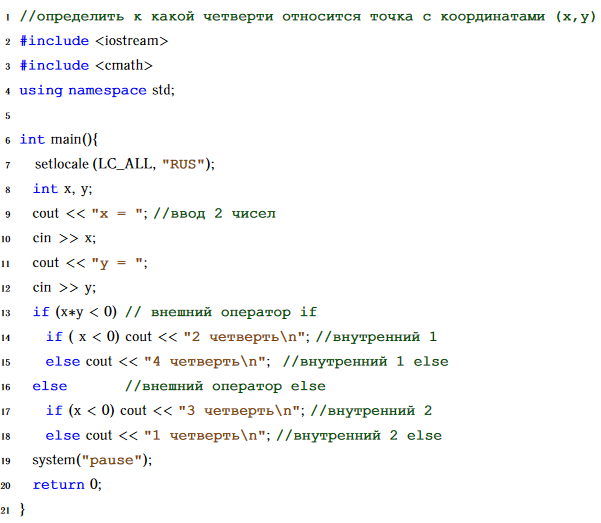 1 //определить к какой четверти относится точка с координатами (x,y)
2 #include <iostream>
3 #include <cmath>
4 using namespace std;
5
6 int main(){
7 setlocale (LC_ALL, "RUS");
8 int x, y;
9 cout << "x = "; //ввод 2 чисел
10 cin >> x;
11 cout << "y = ";
12 cin >> y;
13 if (x*y < 0) // внешний оператор if
14 if ( x < 0) cout << "2 четверть\n"; //внутренний 1
15 else cout << "4 четверть\n"; //внутренний 1 else
16 else //внешний оператор else
17 if (x < 0) cout << "3 четверть\n"; //внутренний 2
18 else cout << "1 четверть\n"; //внутренний 2 else
19 system("pause");
20 return 0;
21 }